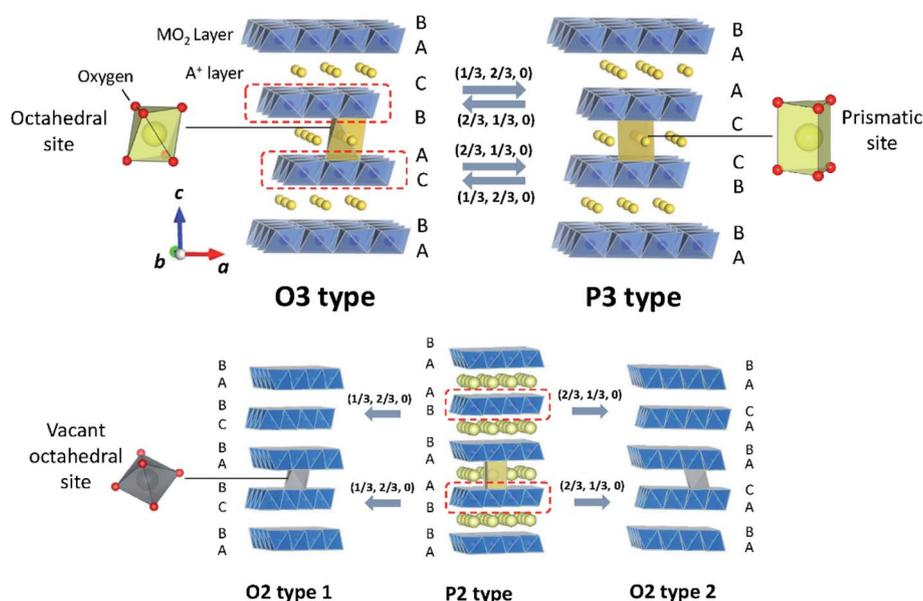 MO2 Layer
B
A
A+ layer
C
B
A
C
B
A
Oxygen
Octahedral
site
c
b
a
O3 type
(1/3, 2/3, 0)
(2/3, 1/3, 0)
(2/3, 1/3, 0)
(1/3, 2/3, 0)
B
A
A
C
C
B
B
A
Prismatic
site
P3 type
B
A
B
C
B
A
B
C
B
A
Vacant
octahedral
site
O2 type 1
(1/3, 2/3, 0)
(1/3, 2/3, 0)
B
A
A
B
B
A
A
B
B
A
P2 type
(2/3, 1/3, 0)
(2/3, 1/3, 0)
B
A
C
A
B
A
C
A
B
A
O2 type 2